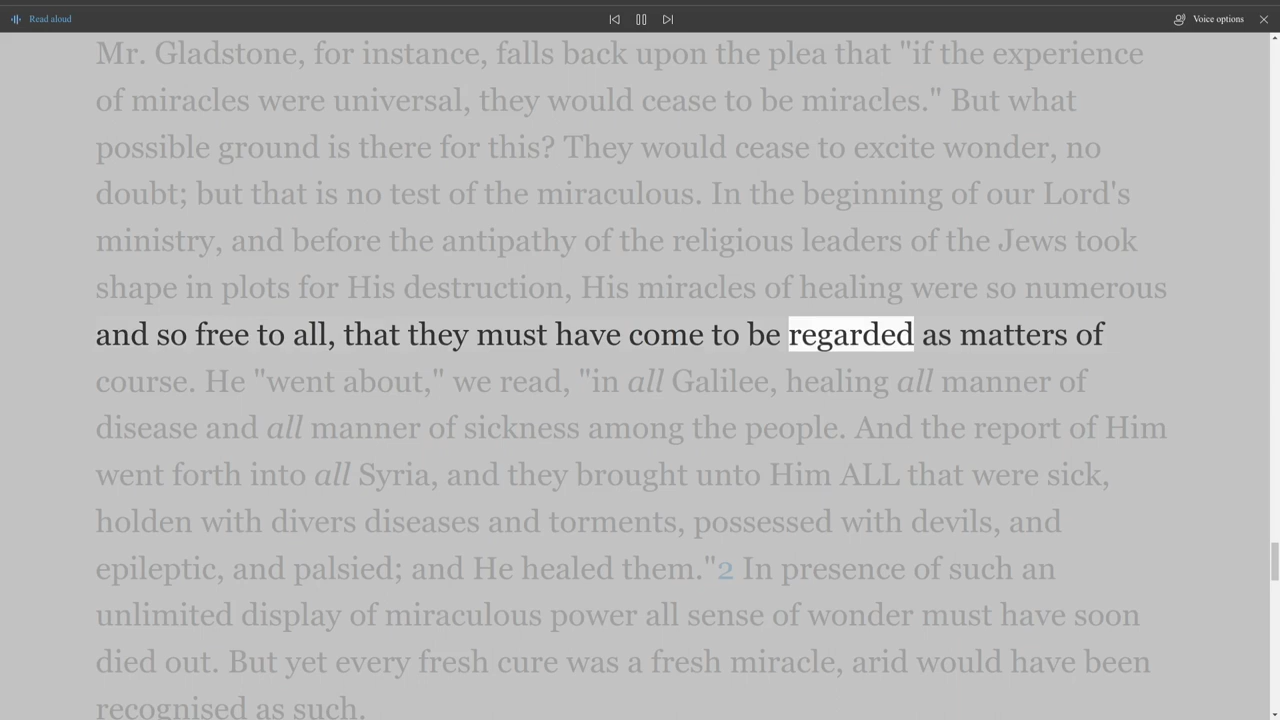 Read aloud
Voice options
Mr. Gladstone, for instance, falls back upon the plea that "if the experience
of miracles were universal, they would cease to be miracles." But what
possible ground is there for this? They would cease to excite wonder, no
doubt; but that is no test of the miraculous. In the beginning of our Lord's
ministry, and before the antipathy of the religious leaders of the Jews took
shape in plots for His destruction, His miracles of healing were so numerous
and so free to all, that they must have come to be regarded as matters of
course. He "went about," we read, "in all Galilee, healing all manner of
disease and all manner of sickness among the people. And the report of Him
went forth into all Syria, and they brought unto Him ALL that were sick,
holden with divers diseases and torments, possessed with devils, and
epileptic, and palsied; and He healed them."2 In presence of such an
unlimited display of miraculous power all sense of wonder must have soon
died out. But yet every fresh cure was a fresh miracle, arid would have been
recognised as such.